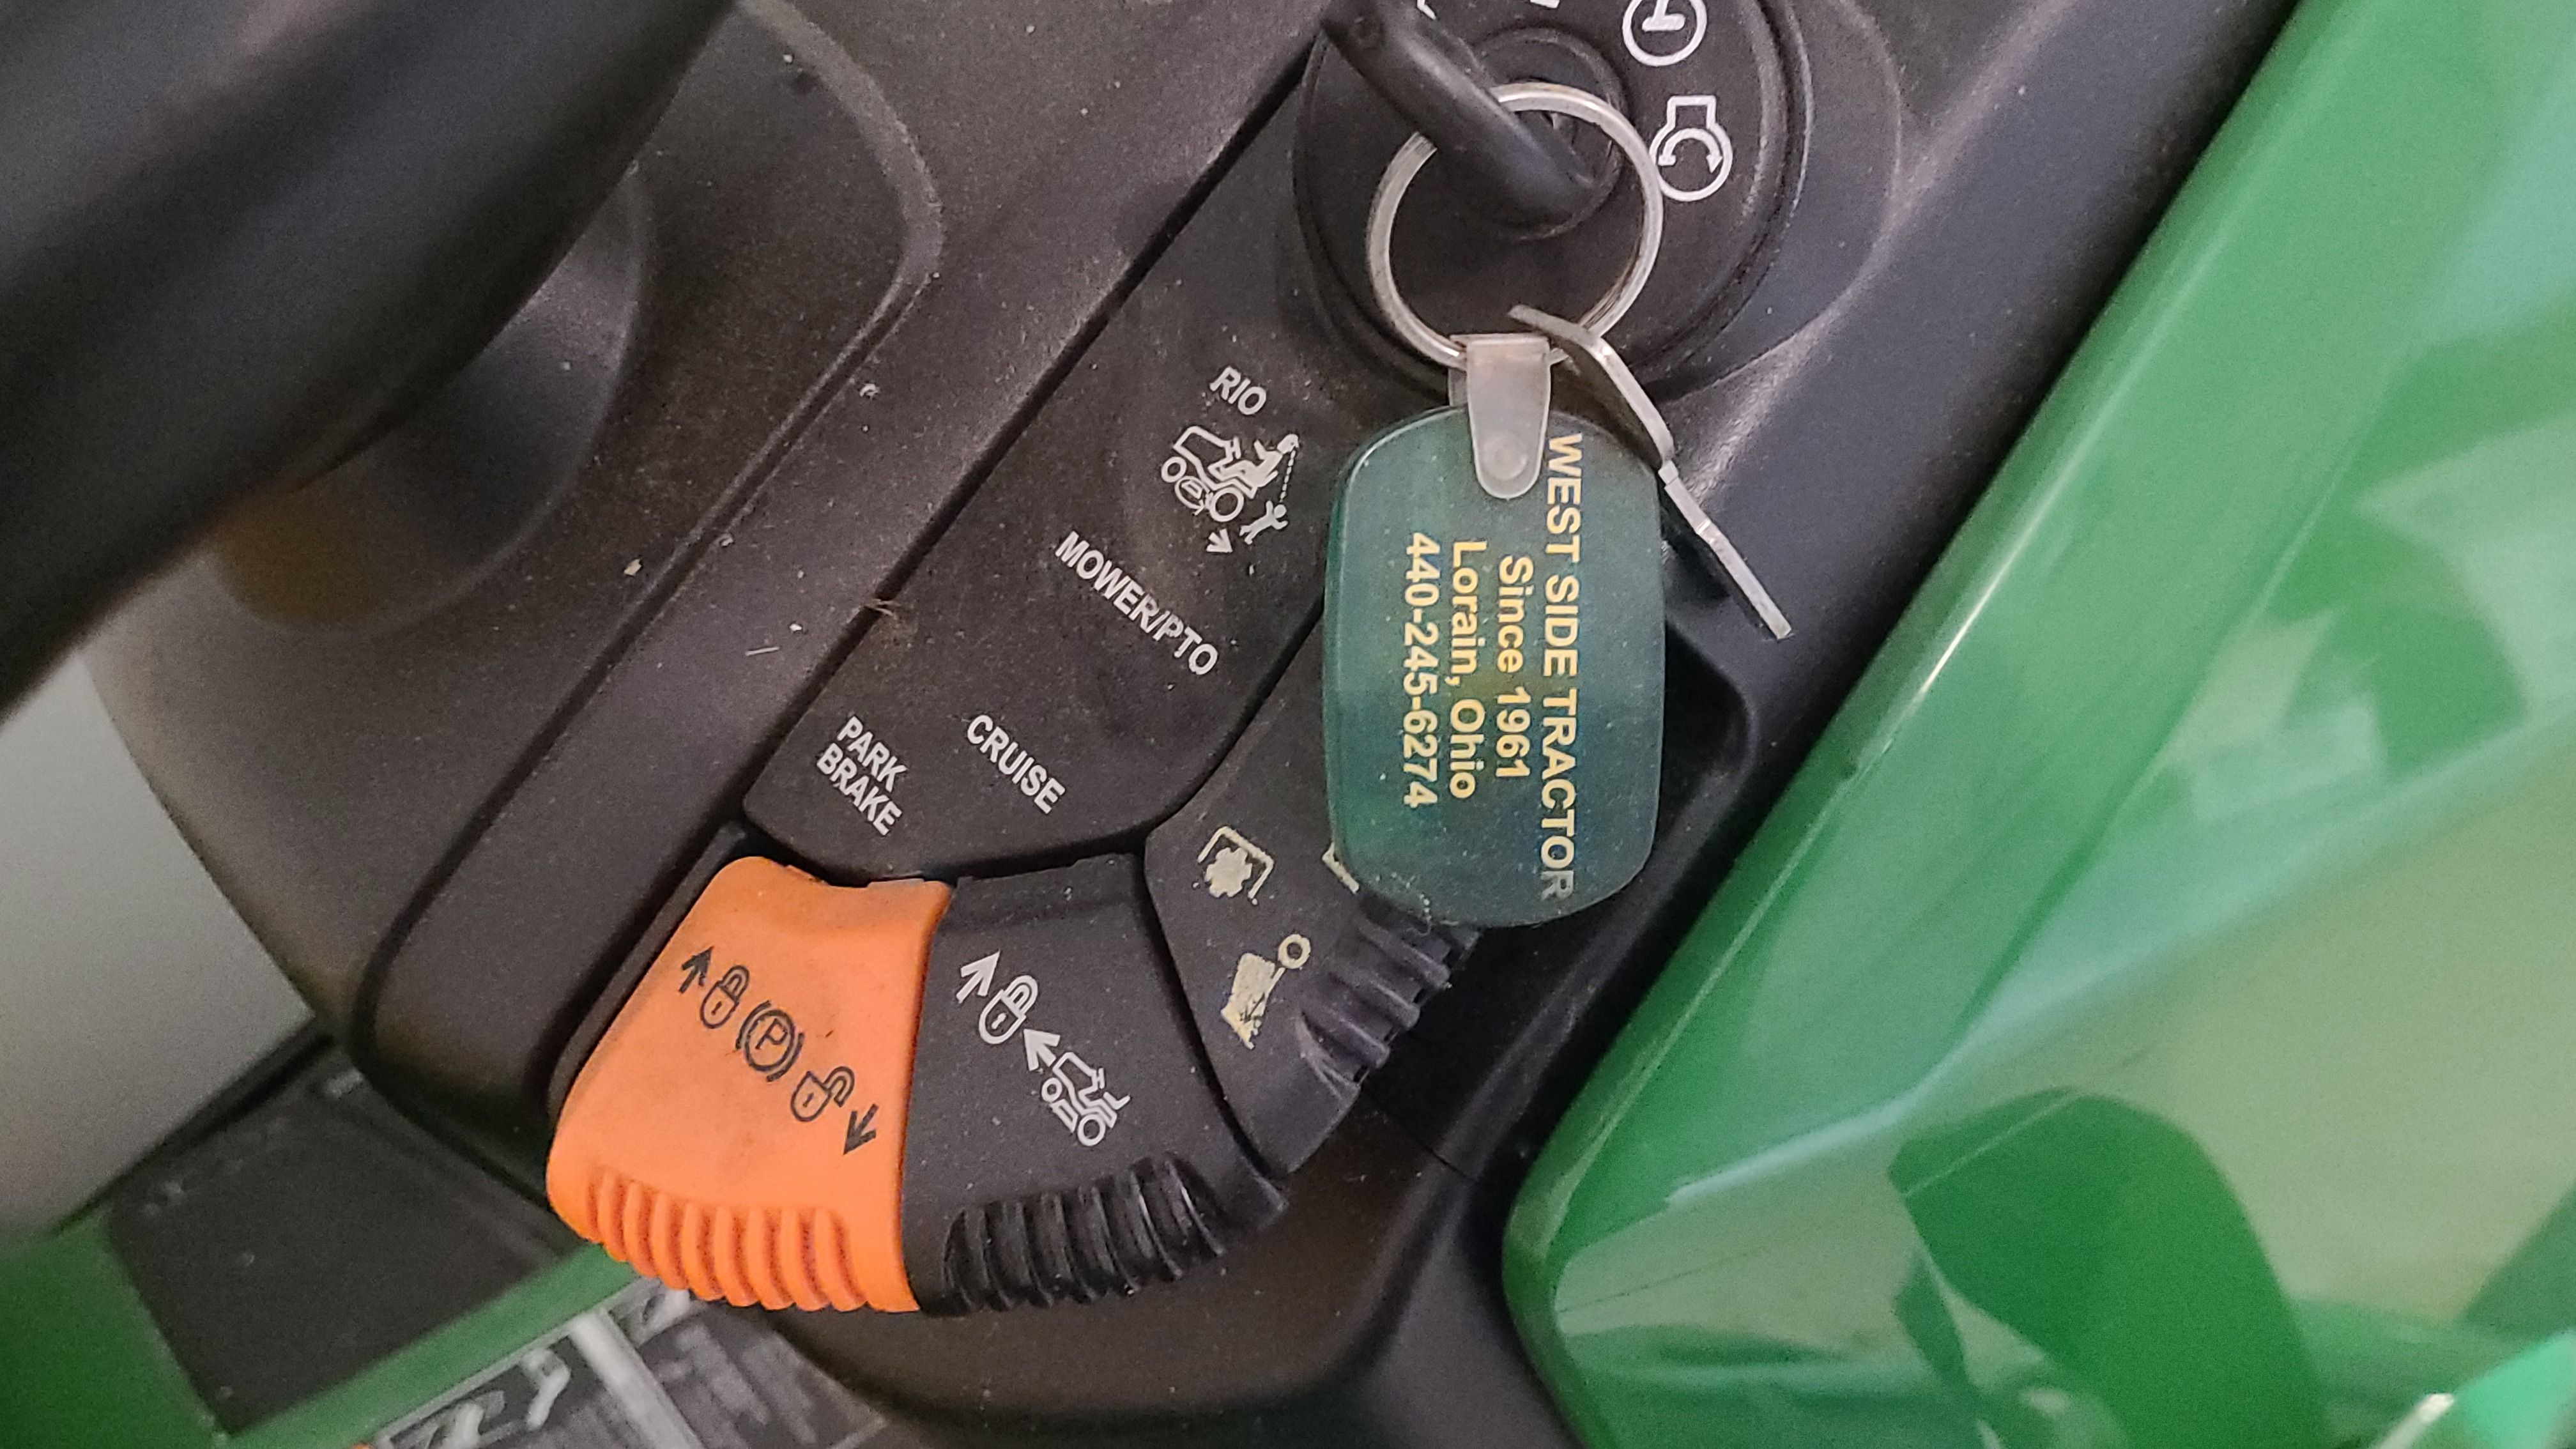 RIO
MOWER/PTO
CRUISE
PARK
BRAKE
P
WEST SIDE TRACTOR
Since 1961
Lorain, Ohio
440-245-6274